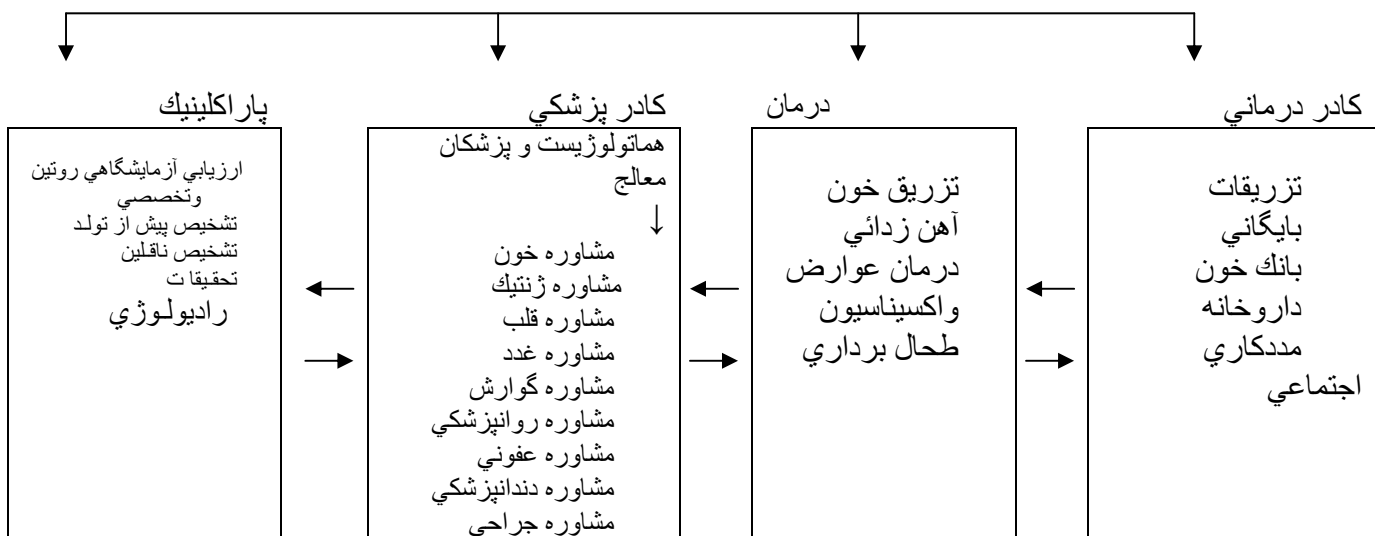 كادر درماني
تزريقات
بايگاني
بانك خون
داروخانه
مددكاري
اجتماعي
درمان
تزريق خون
آهن زدائي
درمان عوارض
واكسيناسيون
طحال برداري
كادر پزشكي
هماتولوژيست و پزشكان
معالج
↓
مشاوره خون
مشاوره ژنتيك
مشاوره قلب
مشاوره غدد
مشاوره گوارش
مشاوره روانپزشكي
مشاوره عفوني
مشاوره دندانپزشكي
مشاوره جراحي
پاراكلينيك
ارزيابي آزمايشگاهي روتين
وتخصصي
تشخيص پيش از تولد
تشخيص ناقلين
تحقيقا ت
راديولوژي